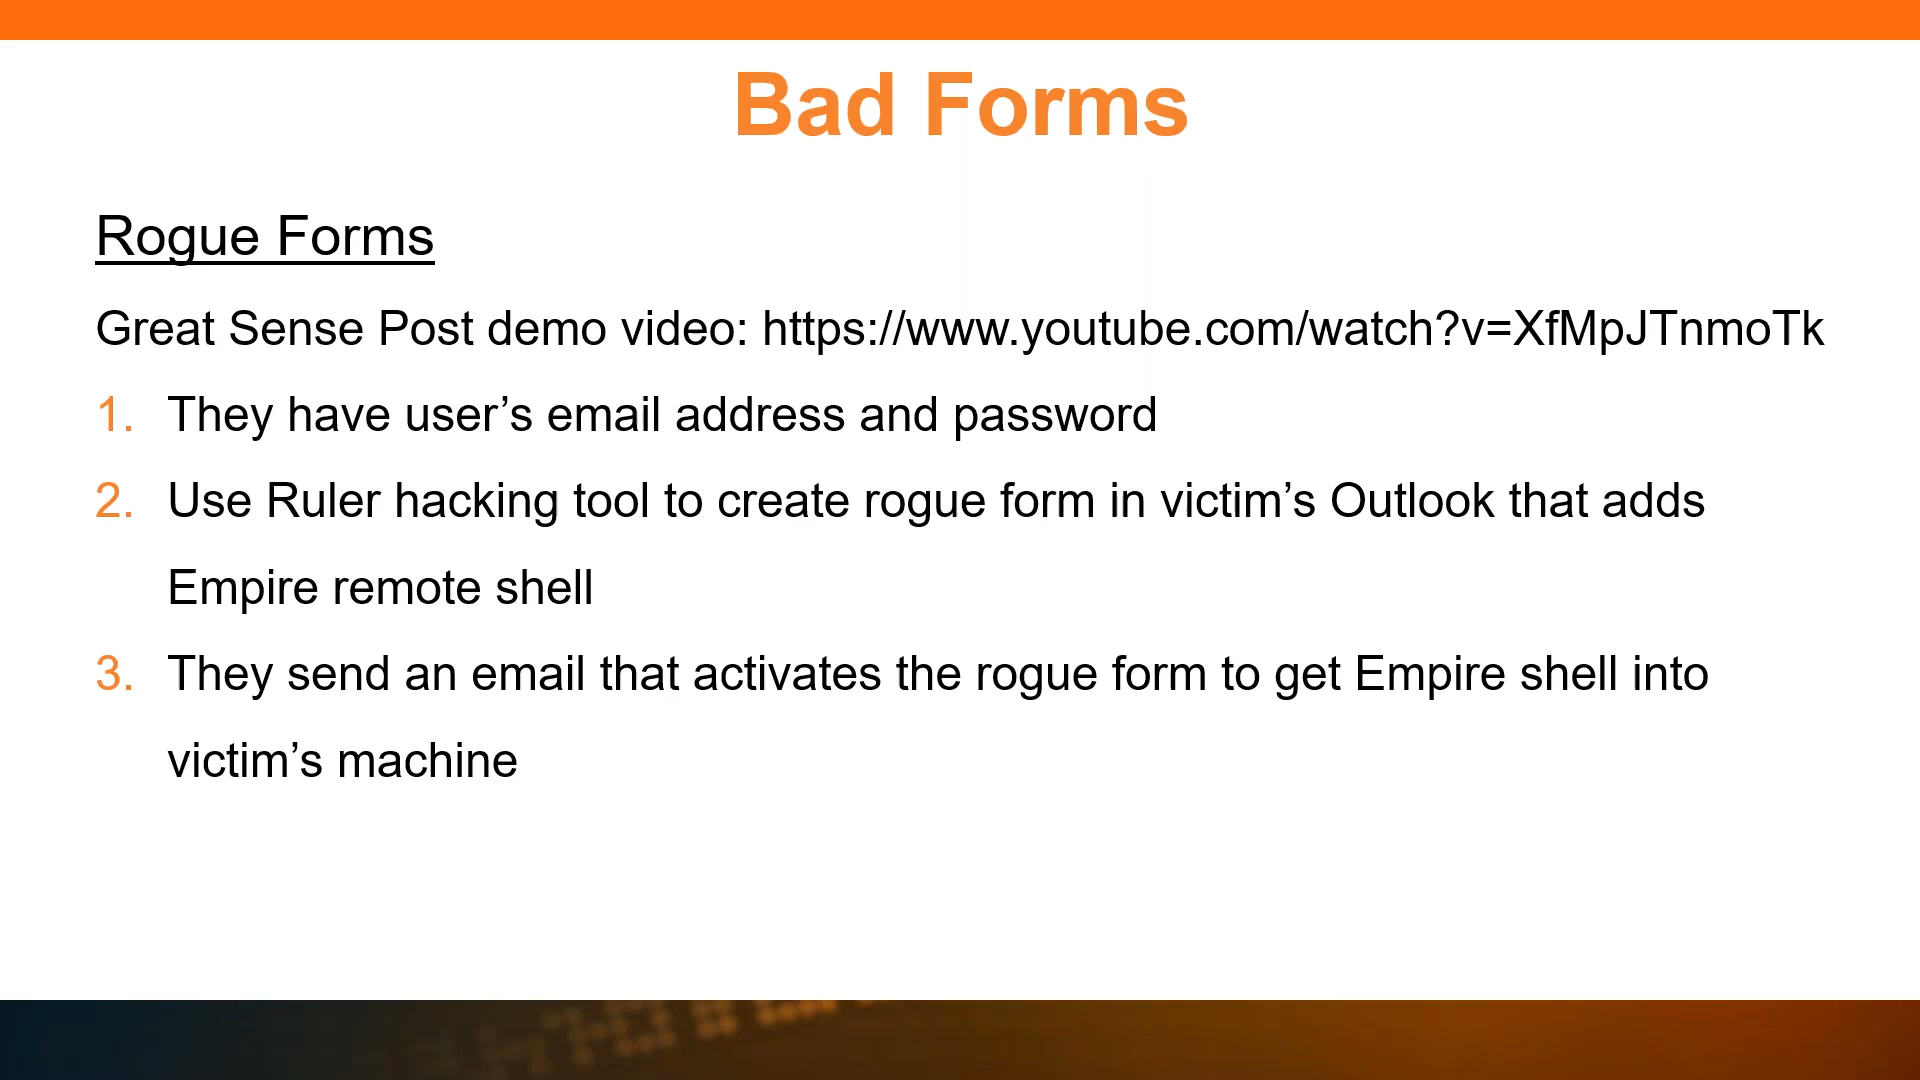 Bad Forms
Rogue Forms
Great Sense Post demo video: https://www.youtube.com/watch?v=XfMpJTnmoTk
1. They have user’s email address and password
2. Use Ruler hacking tool to create rogue form in victim’s Outlook that adds
Empire remote shell
3. They send an email that activates the rogue form to get Empire shell into
victim’s machine